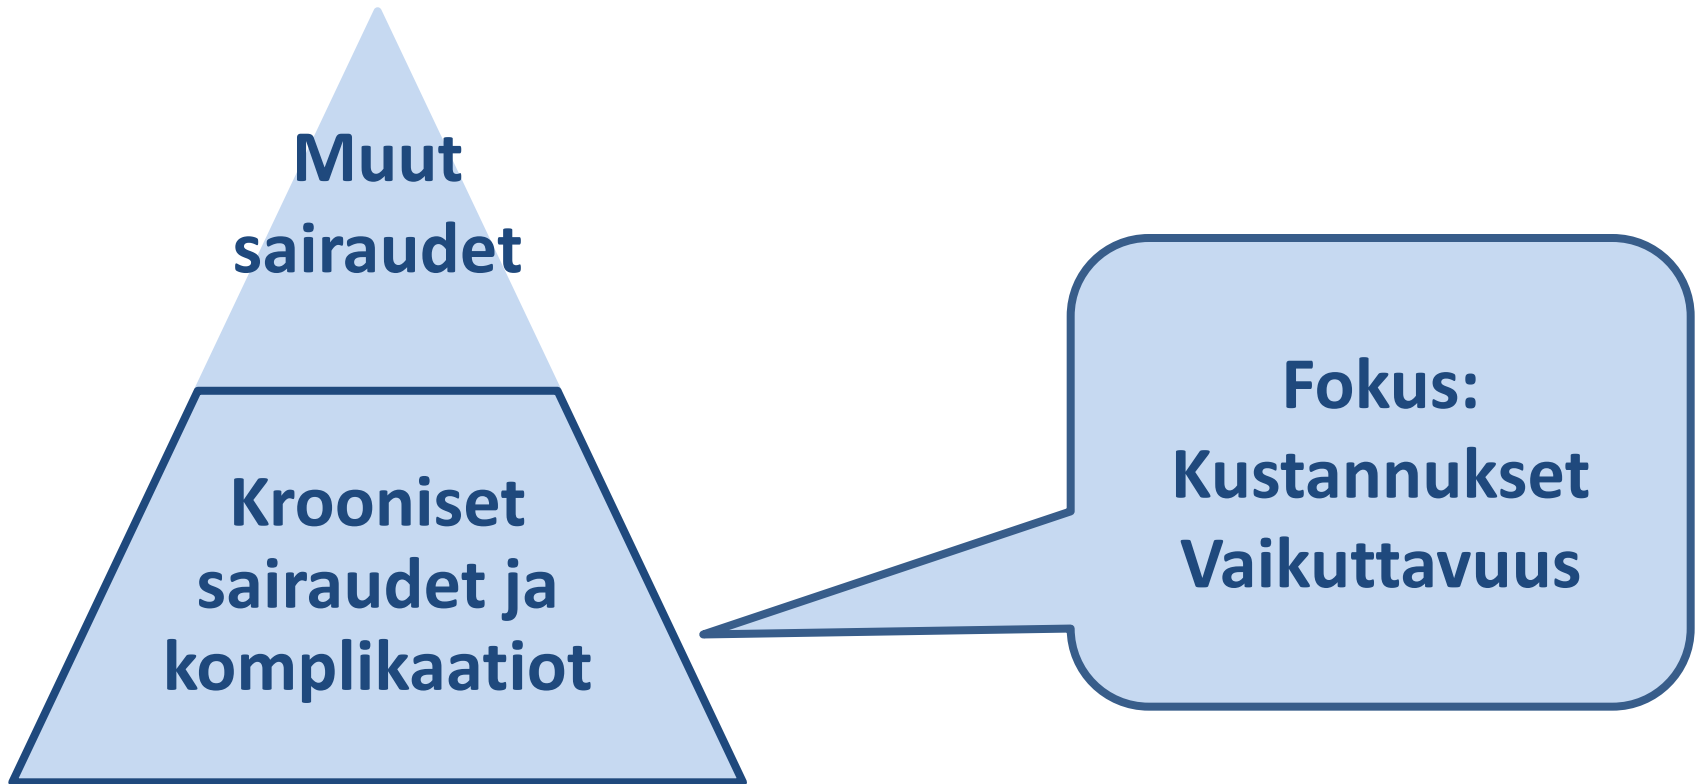 Muut
sairaudet
Krooniset
sairaudet ja
komplikaatiot
Fokus:
Kustannukset
Vaikuttavuus